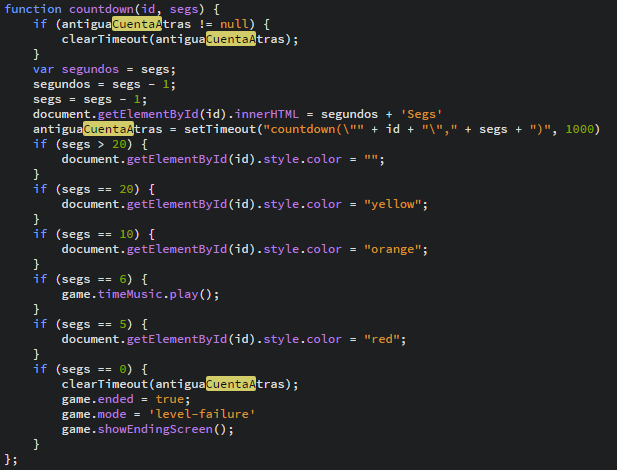 function countdown(id, segs) {
    if (antiguaCuentaAtras != null) {
        clearTimeout(antiguaCuentaAtras);
    }
    var segundos = segs;
    segundos = segs - 1;
    segs = segs - 1;
    document.getElementById(id).innerHTML = segundos + 'Segs'
    antiguaCuentaAtras = setTimeout("countdown(\"" + id + "\"," + segs + ")", 1000)
    if (segs > 20) {
        document.getElementById(id).style.color = "";
    }
    if (segs == 20) {
        document.getElementById(id).style.color = "yellow";
    }
    if (segs == 10) {
        document.getElementById(id).style.color = "orange";
    }
    if (segs == 6) {
        game.timeMusic.play();
    }
    if (segs == 5) {
        document.getElementById(id).style.color = "red";
    }
    if (segs == 0) {
        clearTimeout(antiguaCuentaAtras);
        game.ended = true;
        game.mode = 'level-failure'
        game.showEndingScreen();
    }
};